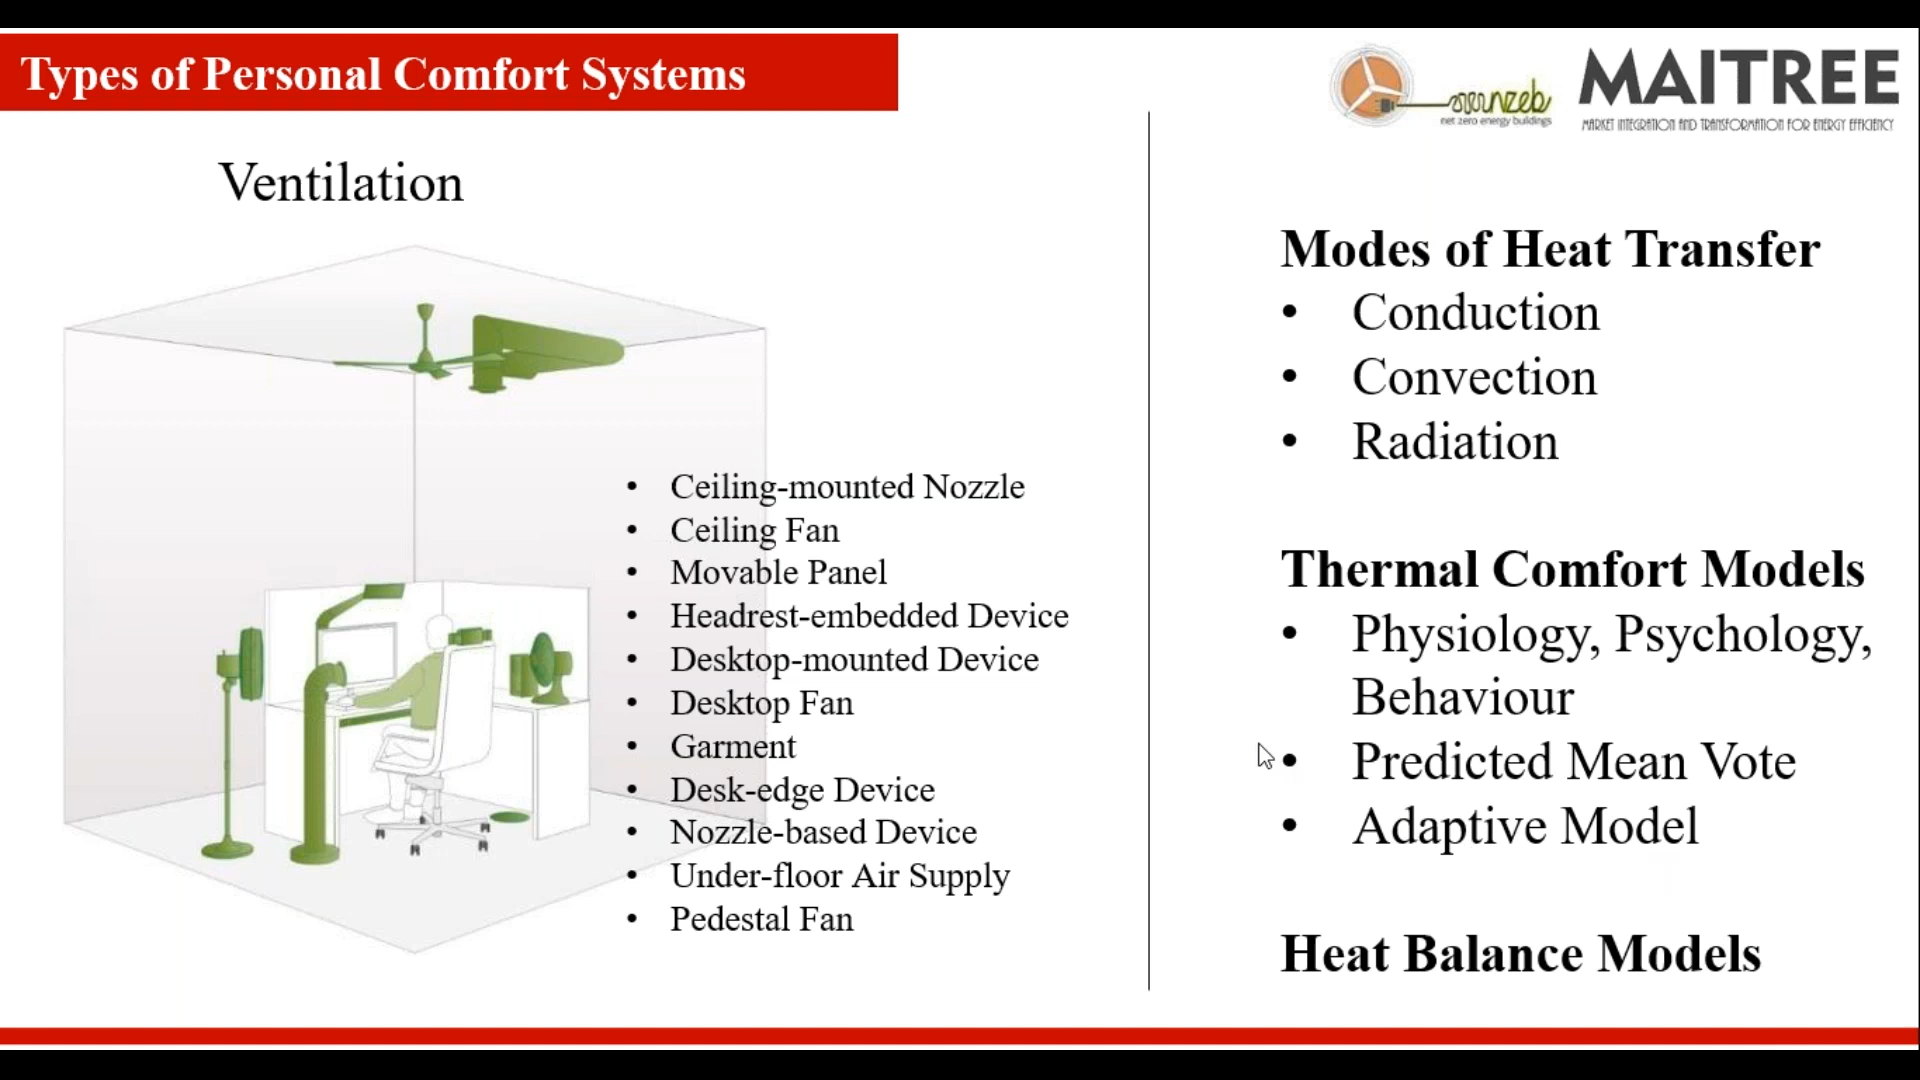 Types of Personal Comfort Systems
nzeb
net zero energy buildings
MAITREE
MARKET INTEGRATION AND TRANSFORMATION FOR ENERGY EFFICIENCY
Ventilation
• Ceiling-mounted Nozzle
• Ceiling Fan
• Movable Panel
• Headrest-embedded Device
• Desktop-mounted Device
• Desktop Fan
• Garment
• Desk-edge Device
• Nozzle-based Device
• Under-floor Air Supply
• Pedestal Fan
Modes of Heat Transfer
• Conduction
• Convection
• Radiation
Thermal Comfort Models
• Physiology, Psychology,
Behaviour
• Predicted Mean Vote
• Adaptive Model
Heat Balance Models